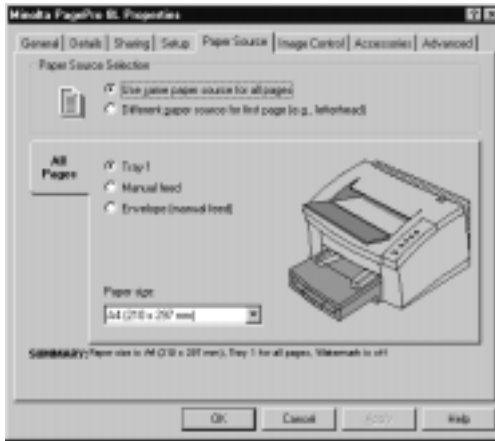 Minolta PagePro 8L Properties
General Details Sharing Setup Paper Source Image Control Accessories Advanced
Paper Source Selection
Use same paper source for all pages
Different paper source for first page (e.g., letterhead)
All
Pages
Tray 1
Manual feed
Envelope (manual feed)
Paper size:
A4 (210 x 297 mm)
SUMMARY: Paper size is A4 (210 x 297 mm), Tray 1 for all pages, Watermark is off
OK Cancel Apply Help